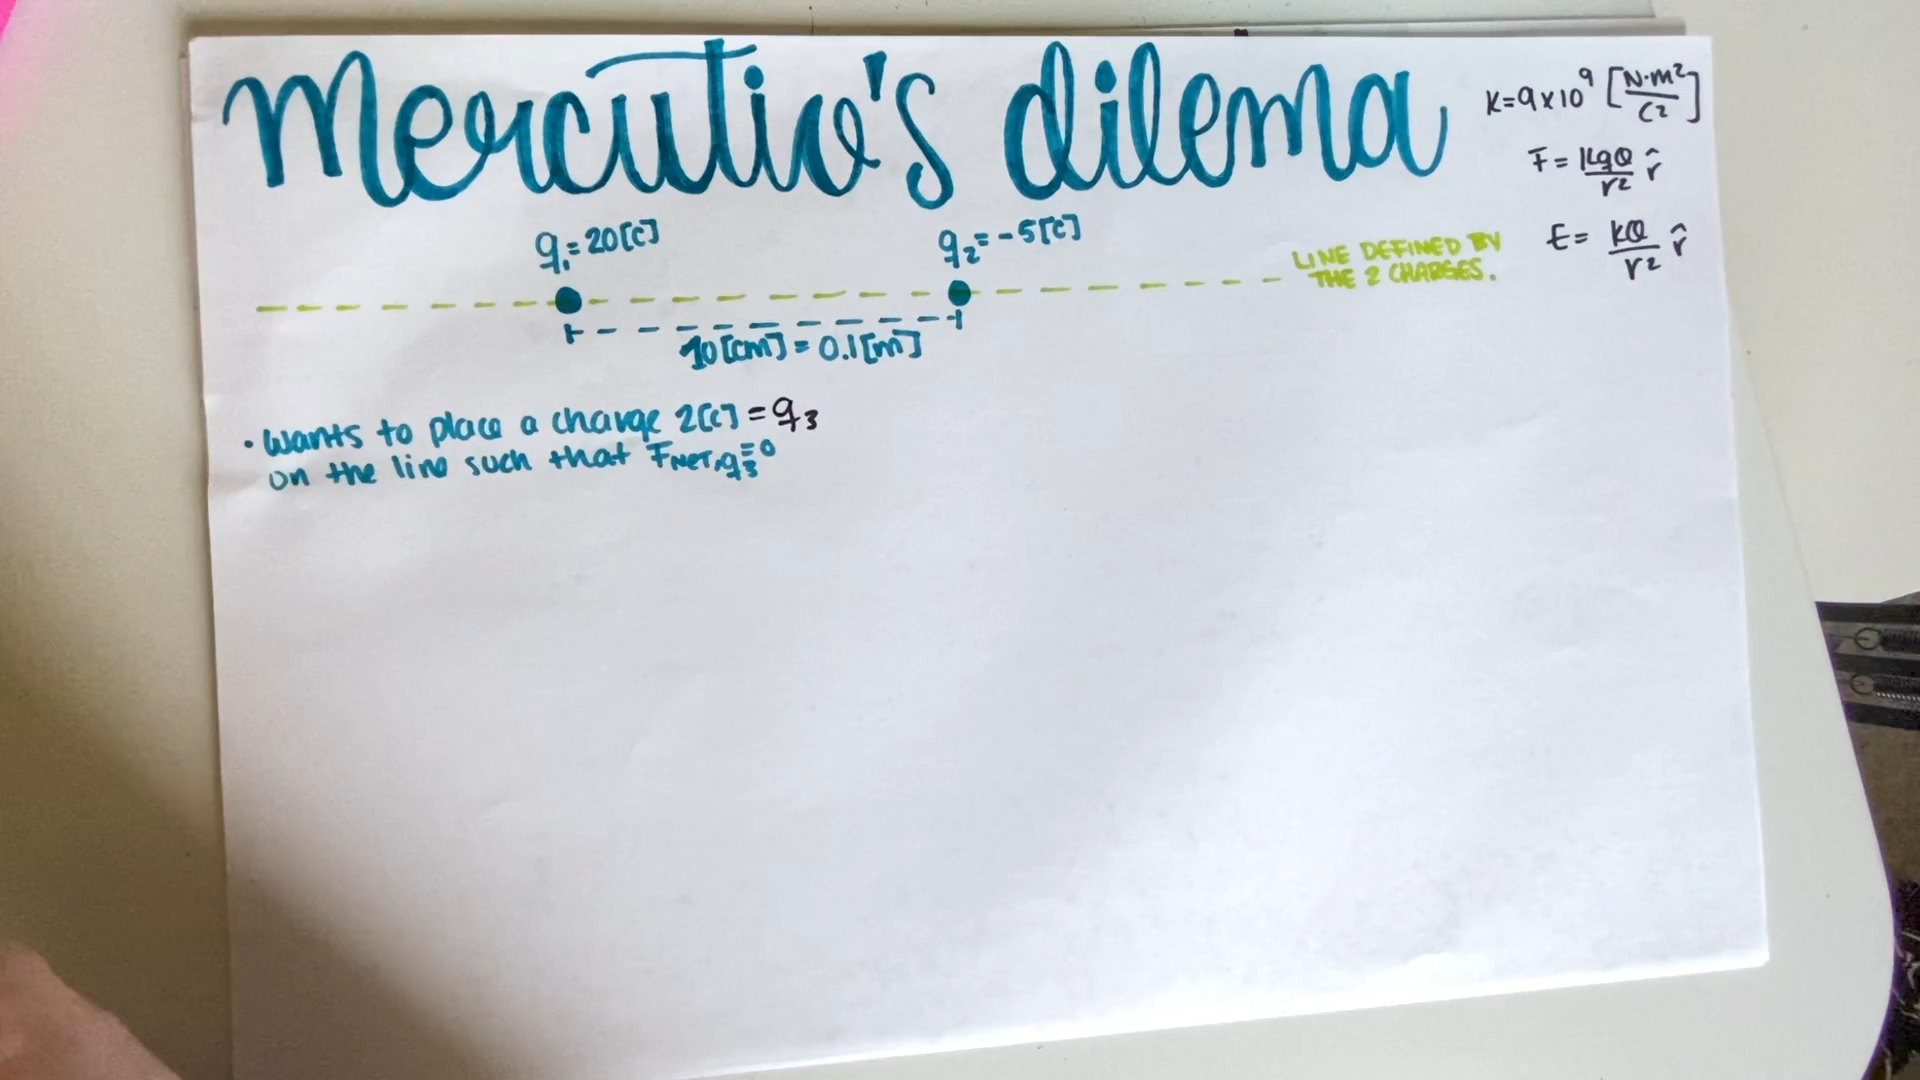 Mercutio's dilema
K=9x10⁹ [N·m²/C²]
F = KqQ/r² r̂
E = KQ/r² r̂
q₁=20[C]
q₂=-5[C]
LINE DEFINED BY
THE 2 CHARGES.
10[cm] = 0.1[m]
• Wants to place a charge 2[C] = q₃
on the line such that FNET,q₃=0